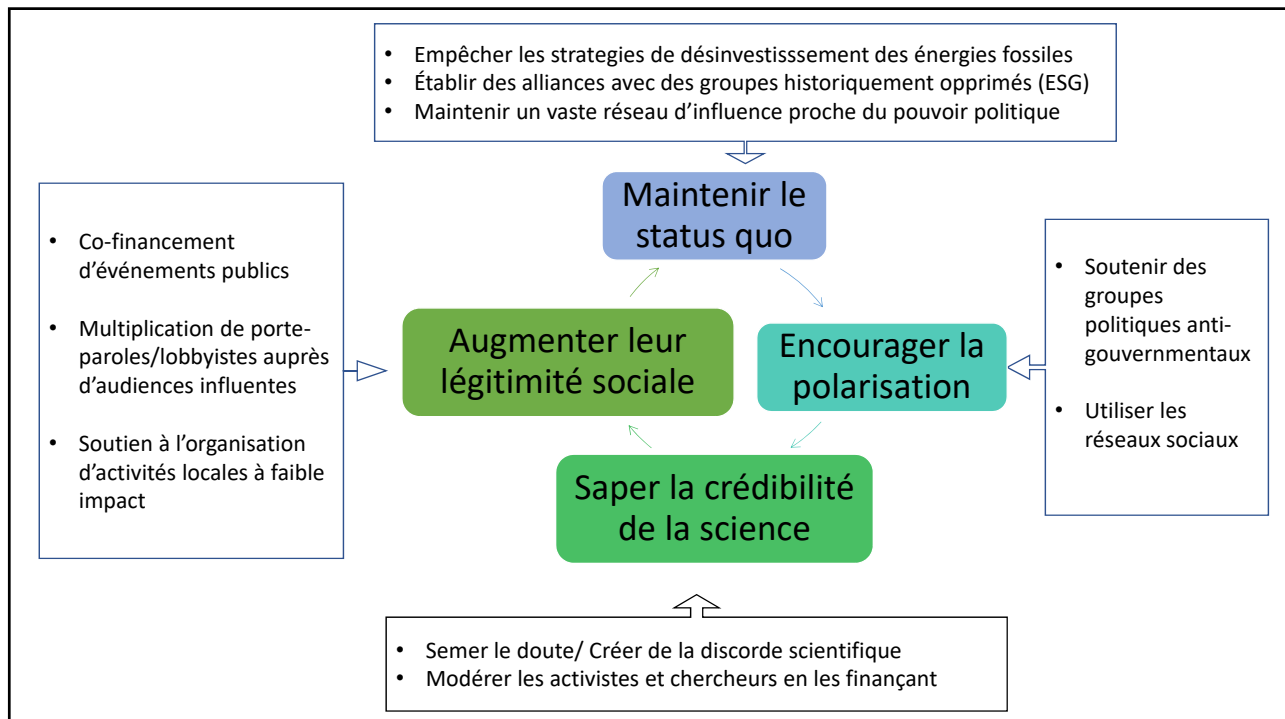 • Empêcher les strategies de désinvestisssement des énergies fossiles
• Établir des alliances avec des groupes historiquement opprimés (ESG)
• Maintenir un vaste réseau d’influence proche du pouvoir politique
Maintenir le
status quo
• Co-financement
d’événements publics
• Multiplication de porte-
paroles/lobbyistes auprès
d’audiences influentes
• Soutien à l’organisation
d’activités locales à faible
impact
Augmenter leur
légitimité sociale
Encourager la
polarisation
• Soutenir des
groupes
politiques anti-
gouvernmentaux
• Utiliser les
réseaux sociaux
Saper la crédibilité
de la science
• Semer le doute/ Créer de la discorde scientifique
• Modérer les activistes et chercheurs en les finançant